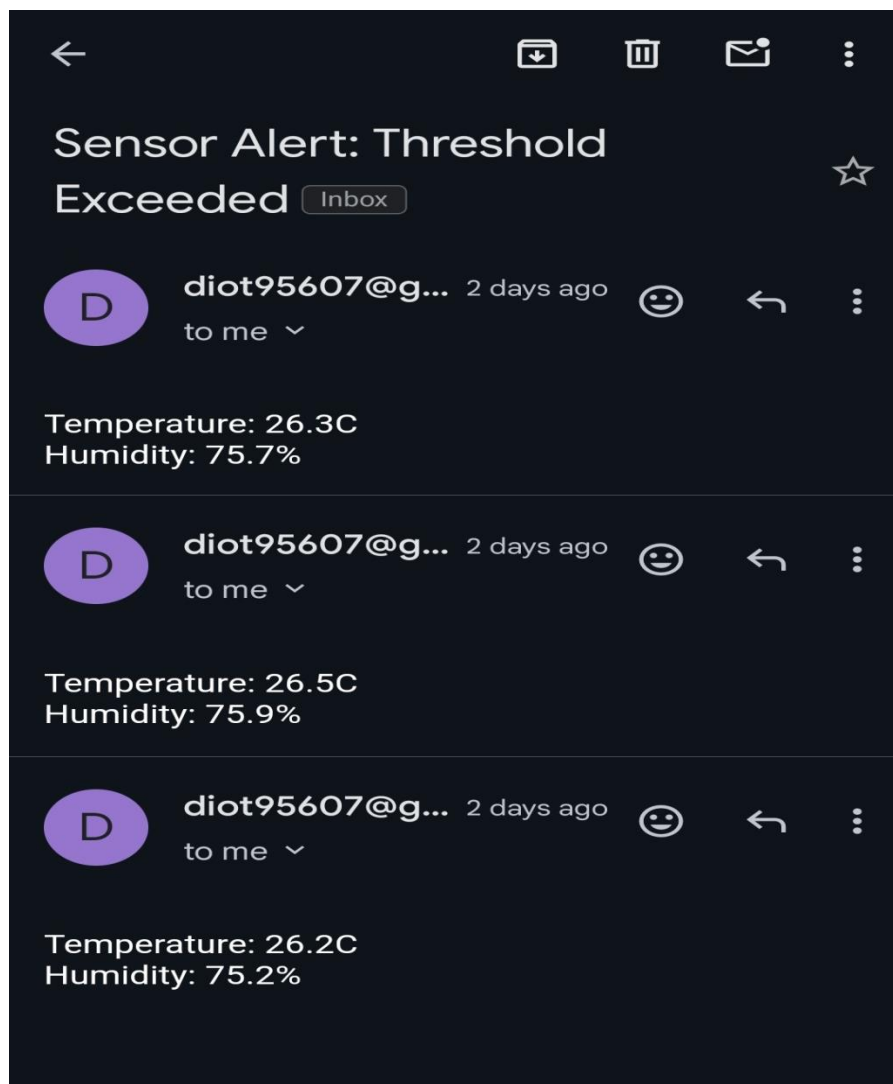 Sensor Alert: Threshold
Exceeded Inbox
D
diot95607@g... 2 days ago
to me
Temperature: 26.3C
Humidity: 75.7%
D
diot95607@g... 2 days ago
to me
Temperature: 26.5C
Humidity: 75.9%
D
diot95607@g... 2 days ago
to me
Temperature: 26.2C
Humidity: 75.2%